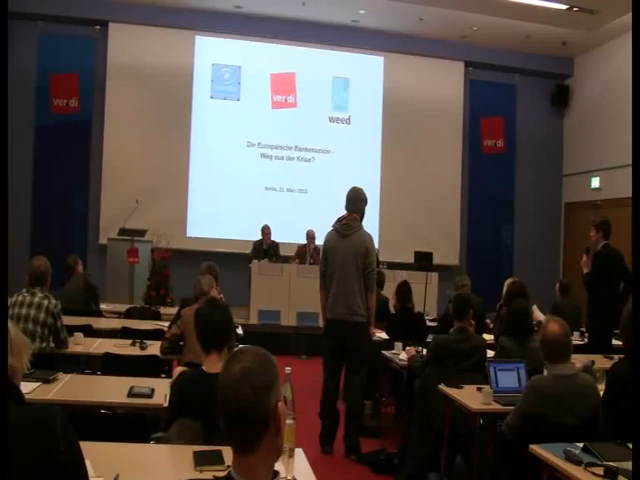 ver di
ver di
weed
ver di
Die Europäische Bankenunion -
Weg aus der Krise?
Berlin, 21. März 2013
ver di